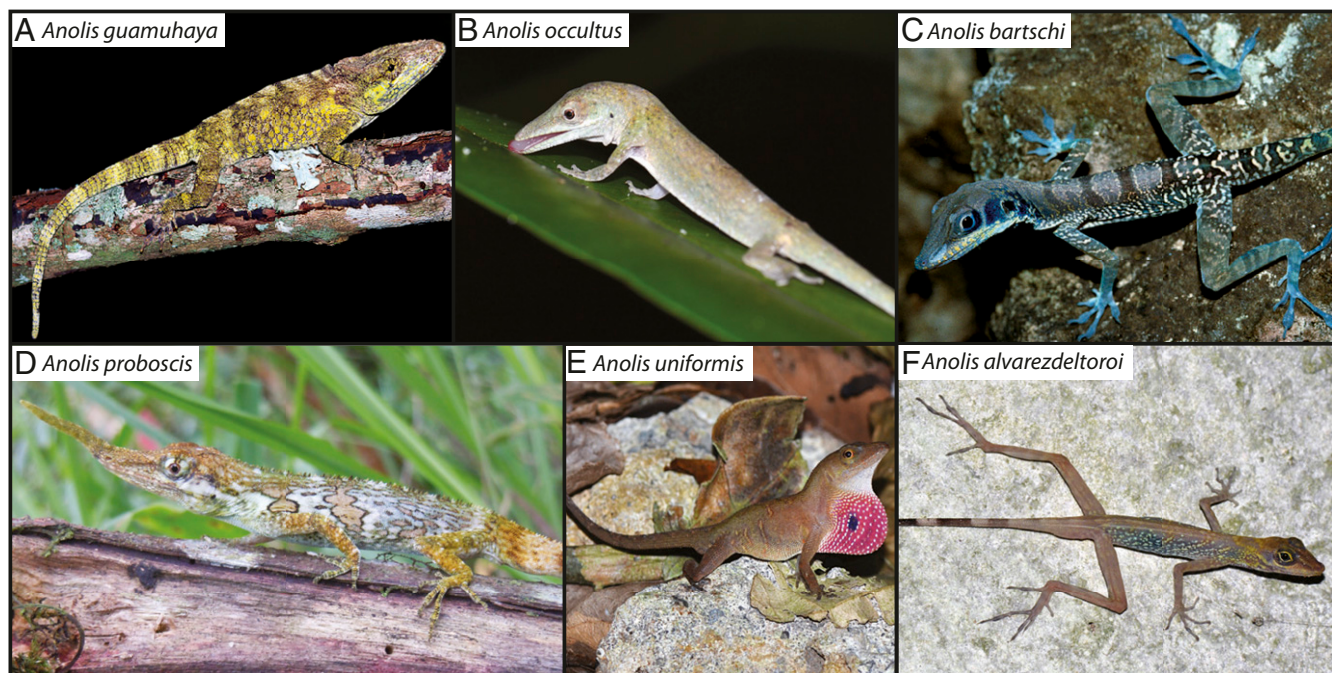 A Anolis guamuhaya
B Anolis occultus
C Anolis bartschi
D Anolis proboscis
E Anolis uniformis
F Anolis alvarezdeltoroi